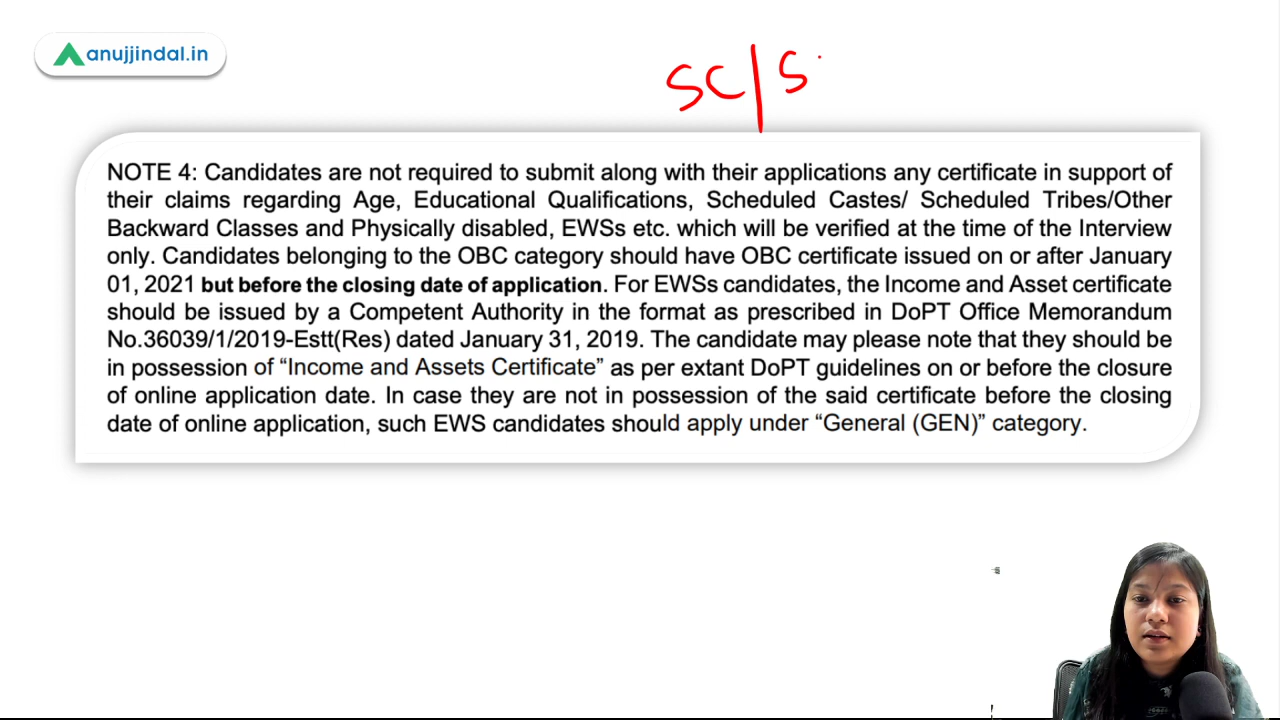 anujjindal.in
SC/S
NOTE 4: Candidates are not required to submit along with their applications any certificate in support of
their claims regarding Age, Educational Qualifications, Scheduled Castes/ Scheduled Tribes/Other
Backward Classes and Physically disabled, EWSs etc. which will be verified at the time of the Interview
only. Candidates belonging to the OBC category should have OBC certificate issued on or after January
01, 2021 but before the closing date of application. For EWSs candidates, the Income and Asset certificate
should be issued by a Competent Authority in the format as prescribed in DoPT Office Memorandum
No.36039/1/2019-Estt(Res) dated January 31, 2019. The candidate may please note that they should be
in possession of “Income and Assets Certificate” as per extant DoPT guidelines on or before the closure
of online application date. In case they are not in possession of the said certificate before the closing
date of online application, such EWS candidates should apply under “General (GEN)” category.